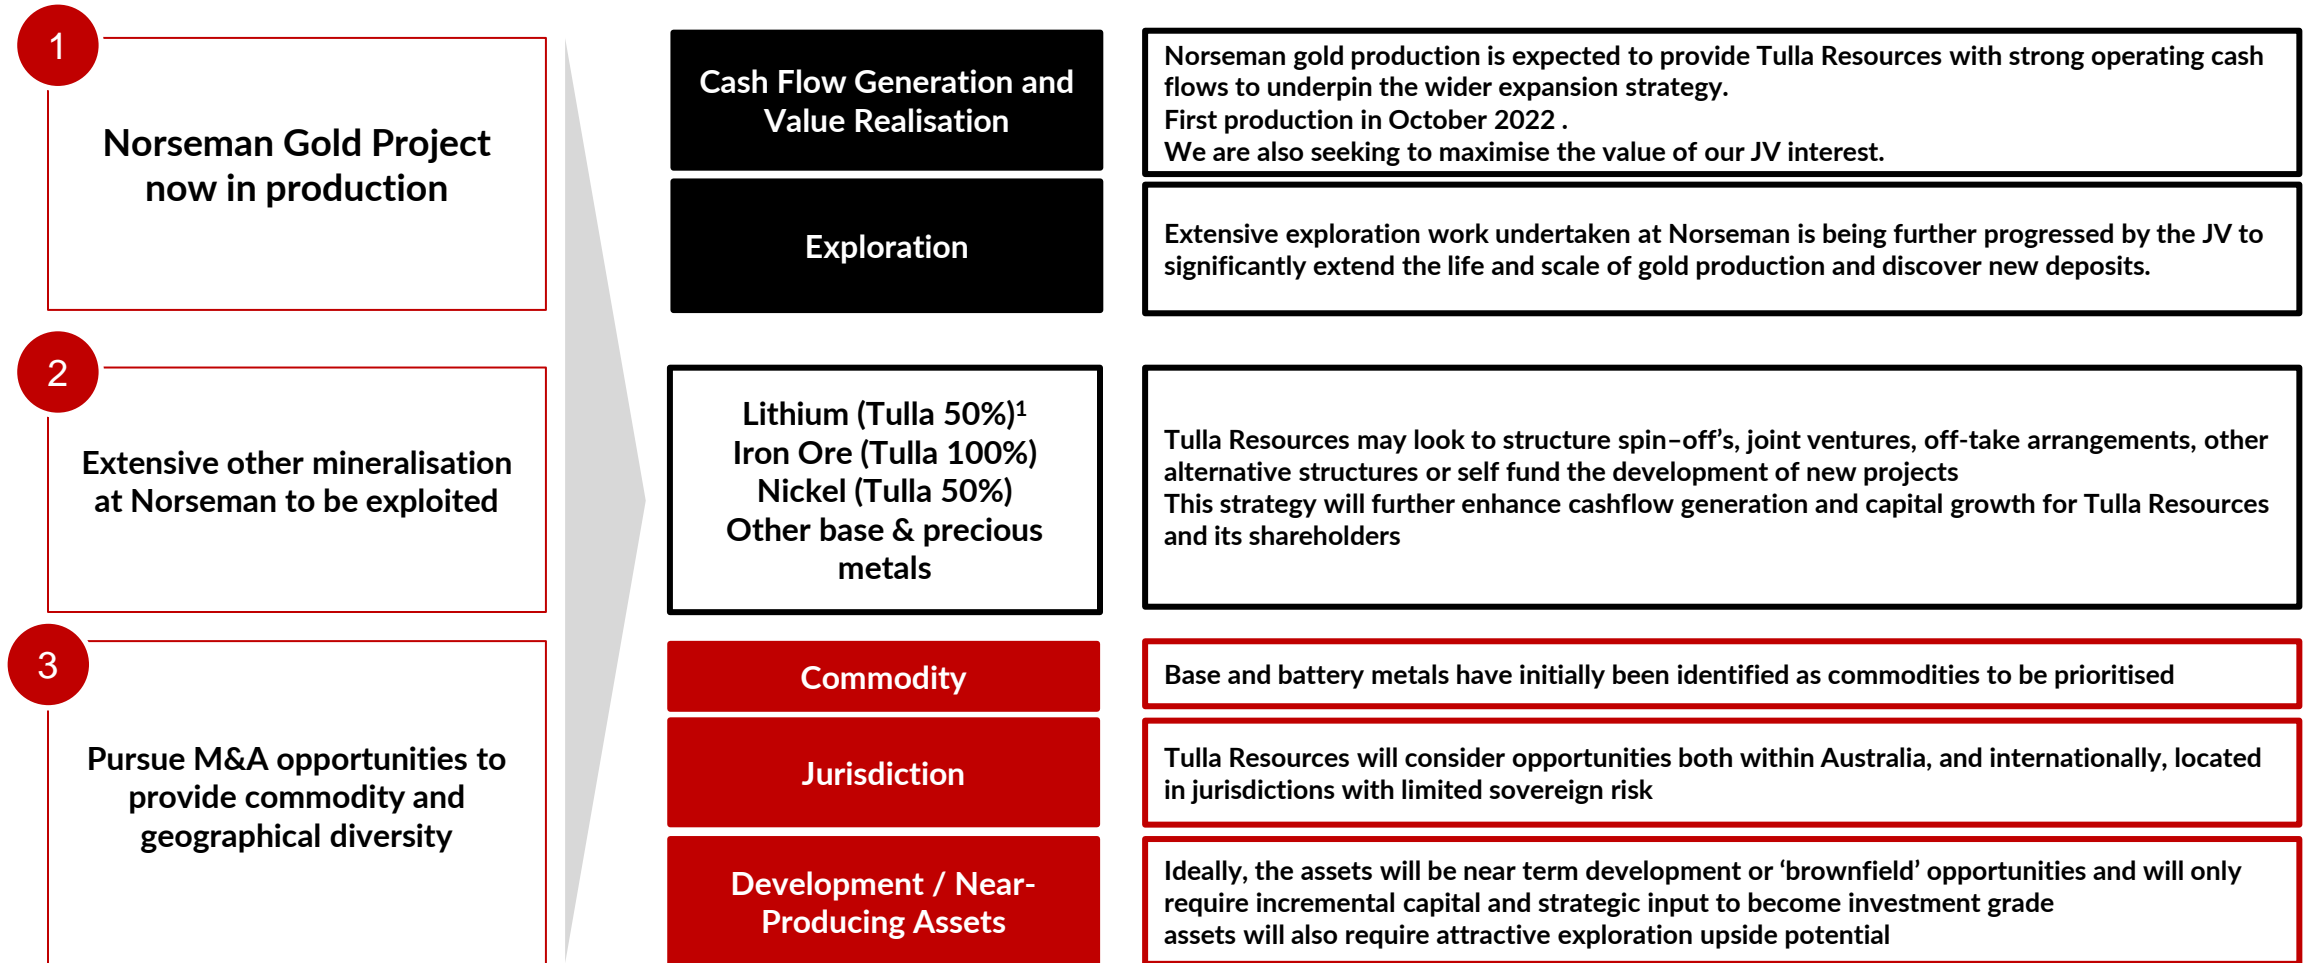 1
Norseman Gold Project
now in production
Cash Flow Generation and
Value Realisation
Norseman gold production is expected to provide Tulla Resources with strong operating cash
flows to underpin the wider expansion strategy.
First production in October 2022 .
We are also seeking to maximise the value of our JV interest.
Exploration
Extensive exploration work undertaken at Norseman is being further progressed by the JV to
significantly extend the life and scale of gold production and discover new deposits.
2
Extensive other mineralisation
at Norseman to be exploited
Lithium (Tulla 50%)¹
Iron Ore (Tulla 100%)
Nickel (Tulla 50%)
Other base & precious
metals
Tulla Resources may look to structure spin–off’s, joint ventures, off-take arrangements, other
alternative structures or self fund the development of new projects
This strategy will further enhance cashflow generation and capital growth for Tulla Resources
and its shareholders
3
Pursue M&A opportunities to
provide commodity and
geographical diversity
Commodity
Base and battery metals have initially been identified as commodities to be prioritised
Jurisdiction
Tulla Resources will consider opportunities both within Australia, and internationally, located
in jurisdictions with limited sovereign risk
Development / Near-
Producing Assets
Ideally, the assets will be near term development or ‘brownfield’ opportunities and will only
require incremental capital and strategic input to become investment grade
assets will also require attractive exploration upside potential